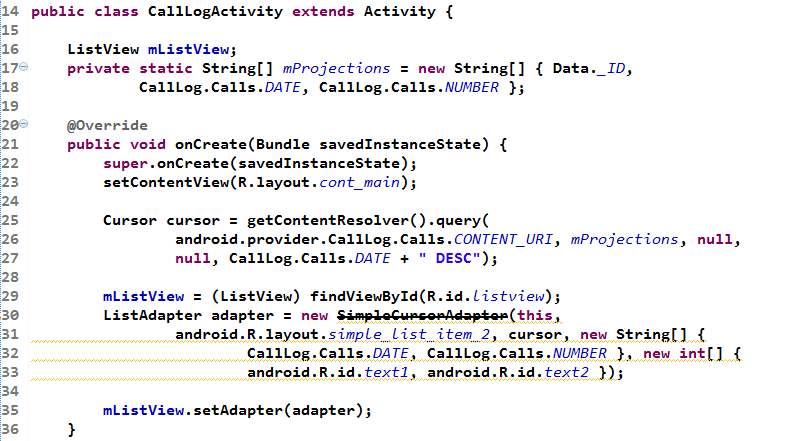 14 public class CallLogActivity extends Activity {
15
16     ListView mListView;
17     private static String[] mProjections = new String[] { Data._ID,
18             CallLog.Calls.DATE, CallLog.Calls.NUMBER };
19
20     @Override
21     public void onCreate(Bundle savedInstanceState) {
22         super.onCreate(savedInstanceState);
23         setContentView(R.layout.cont_main);
24
25         Cursor cursor = getContentResolver().query(
26                 android.provider.CallLog.Calls.CONTENT_URI, mProjections, null,
27                 null, CallLog.Calls.DATE + " DESC");
28
29         mListView = (ListView) findViewById(R.id.listview);
30         ListAdapter adapter = new SimpleCursorAdapter(this,
31                 android.R.layout.simple_list_item_2, cursor, new String[] {
32                         CallLog.Calls.DATE, CallLog.Calls.NUMBER }, new int[] {
33                         android.R.id.text1, android.R.id.text2 });
34
35         mListView.setAdapter(adapter);
36     }